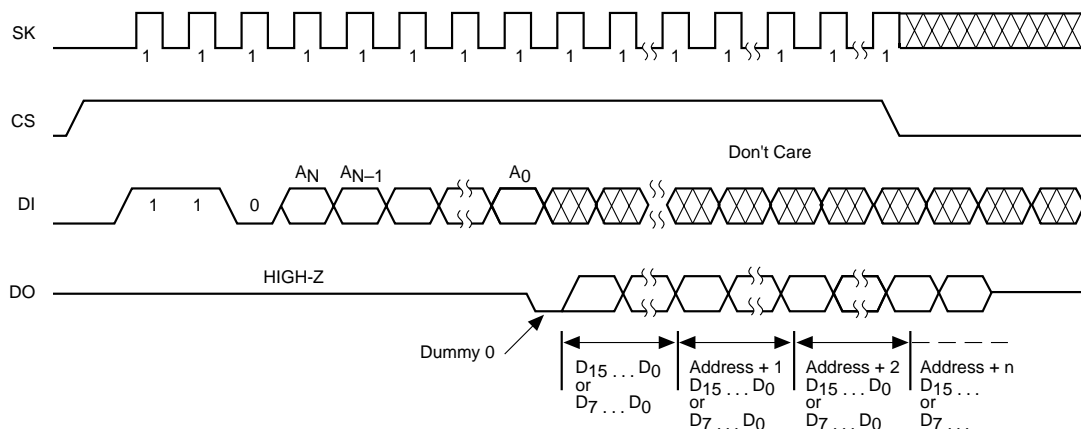 SK
1 1 1 1 1 1 1 1 1 1 1 1 1 1 1
CS
Don't Care
AN AN–1 A0
DI
1 1 0
HIGH-Z
DO
Dummy 0
D15 . . . D0
or
D7 . . . D0
Address + 1
D15 . . . D0
or
D7 . . . D0
Address + 2
D15 . . . D0
or
D7 . . . D0
Address + n
D15 . . .
or
D7 . . .